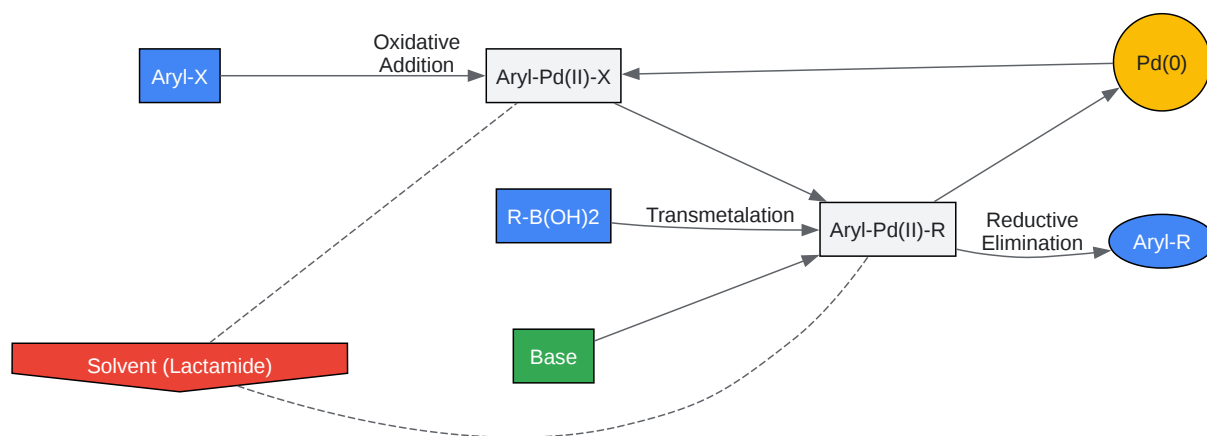 Oxidative
Addition
Aryl-X
Aryl-Pd(II)-X
Pd(0)
R-B(OH)2
Transmetalation
Aryl-Pd(II)-R
Reductive
Elimination
Aryl-R
Base
Solvent (Lactamide)